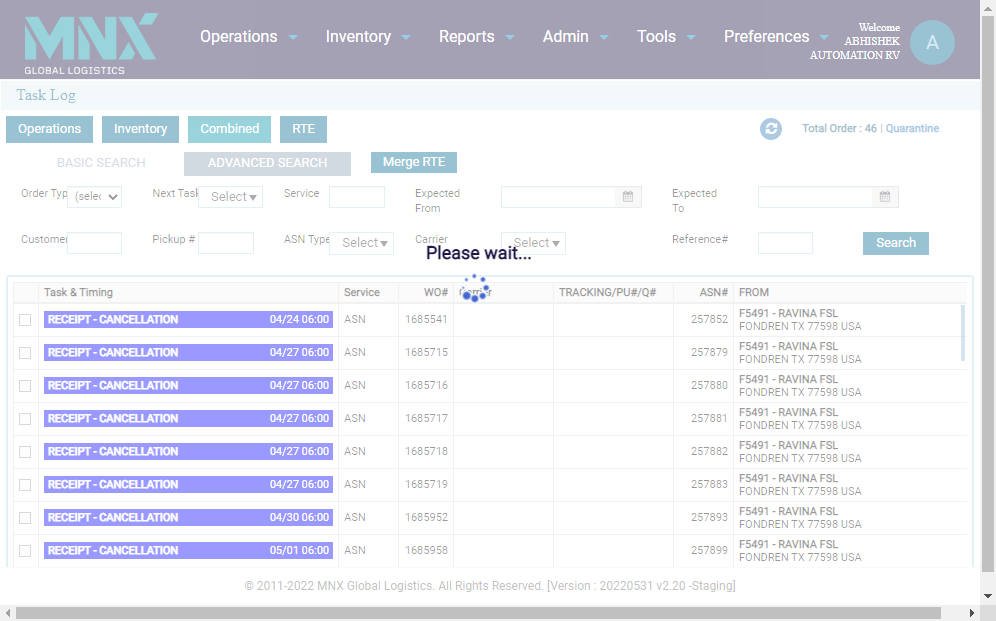 MNX
GLOBAL LOGISTICS
Operations Inventory Reports Admin Tools Preferences
Welcome
ABHISHEK
AUTOMATION RV
A
Task Log
Operations Inventory Combined RTE
Total Order : 46 | Quarantine
BASIC SEARCH ADVANCED SEARCH Merge RTE
Order Typ (selec Next Task Select Service Expected From Expected To
Customer Pickup # ASN Type Select Carrier Select Reference# Search
Please wait...
Task & Timing Service WO# Carrier TRACKING/PU#/Q# ASN# FROM
RECEIPT - CANCELLATION 04/24 06:00 ASN 1685541 257852 F5491 - RAVINA FSL
FONDREN TX 77598 USA
RECEIPT - CANCELLATION 04/27 06:00 ASN 1685715 257879 F5491 - RAVINA FSL
FONDREN TX 77598 USA
RECEIPT - CANCELLATION 04/27 06:00 ASN 1685716 257880 F5491 - RAVINA FSL
FONDREN TX 77598 USA
RECEIPT - CANCELLATION 04/27 06:00 ASN 1685717 257881 F5491 - RAVINA FSL
FONDREN TX 77598 USA
RECEIPT - CANCELLATION 04/27 06:00 ASN 1685718 257882 F5491 - RAVINA FSL
FONDREN TX 77598 USA
RECEIPT - CANCELLATION 04/27 06:00 ASN 1685719 257883 F5491 - RAVINA FSL
FONDREN TX 77598 USA
RECEIPT - CANCELLATION 04/30 06:00 ASN 1685952 257893 F5491 - RAVINA FSL
FONDREN TX 77598 USA
RECEIPT - CANCELLATION 05/01 06:00 ASN 1685958 257899 F5491 - RAVINA FSL
FONDREN TX 77598 USA
© 2011-2022 MNX Global Logistics. All Rights Reserved. [Version : 20220531 v2.20 -Staging]